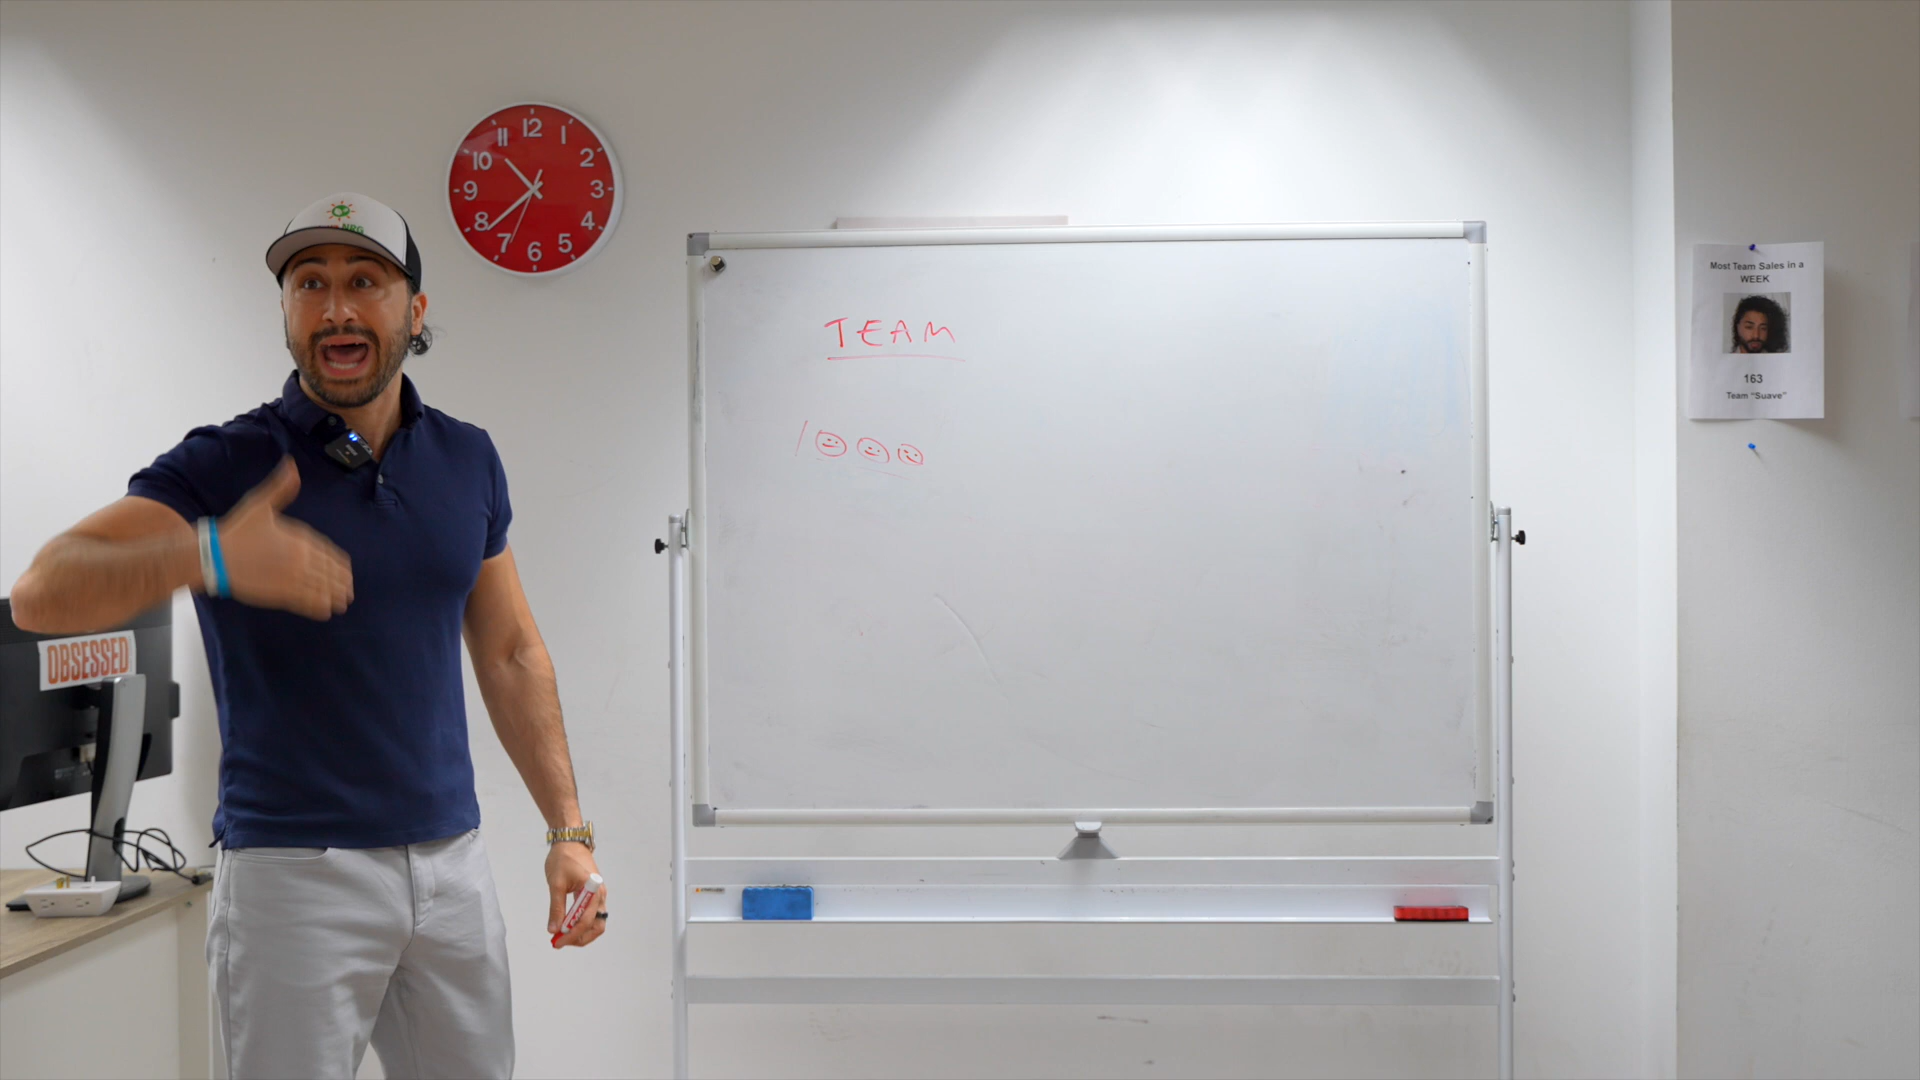 12
11 1
10 2
9 3
8 4
7 5
6
NRG
TEAM
1000
OBSESSED
Most Team Sales in a
WEEK
163
Team "Suave"